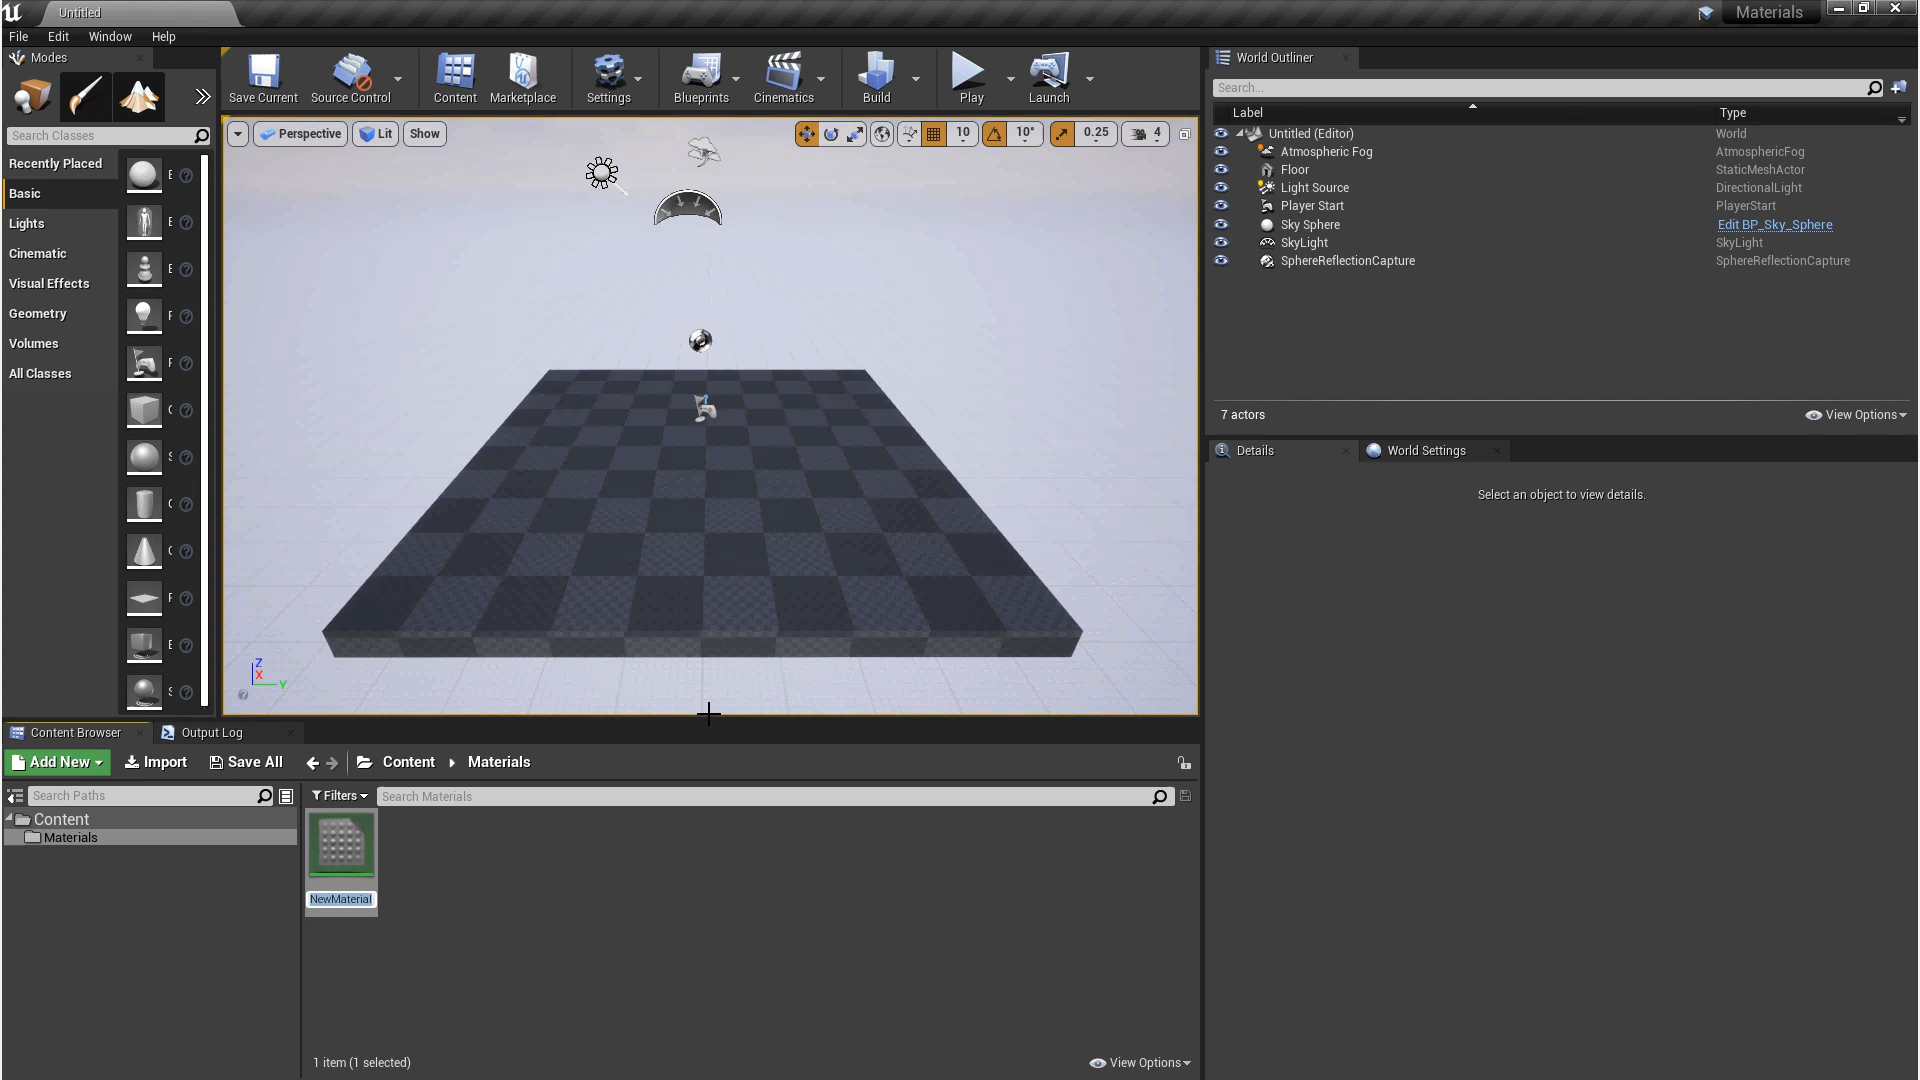 Untitled
Materials
File Edit Window Help
Modes
Search Classes
Recently Placed
Basic
Lights
Cinematic
Visual Effects
Geometry
Volumes
All Classes
E
E
E
F
F
C
S
C
C
F
E
S
Save Current
Source Control
Content
Marketplace
Settings
Blueprints
Cinematics
Build
Play
Launch
Perspective
Lit
Show
10
10°
0.25
4
Z
X
Y
World Outliner
Search...
Label Type
Untitled (Editor) World
Atmospheric Fog AtmosphericFog
Floor StaticMeshActor
Light Source DirectionalLight
Player Start PlayerStart
Sky Sphere Edit BP_Sky_Sphere
SkyLight SkyLight
SphereReflectionCapture SphereReflectionCapture
7 actors
View Options
Details
World Settings
Select an object to view details.
Content Browser
Output Log
Add New
Import
Save All
Content
Materials
Search Paths
Filters
Search Materials
Content
Materials
NewMaterial
1 item (1 selected)
View Options